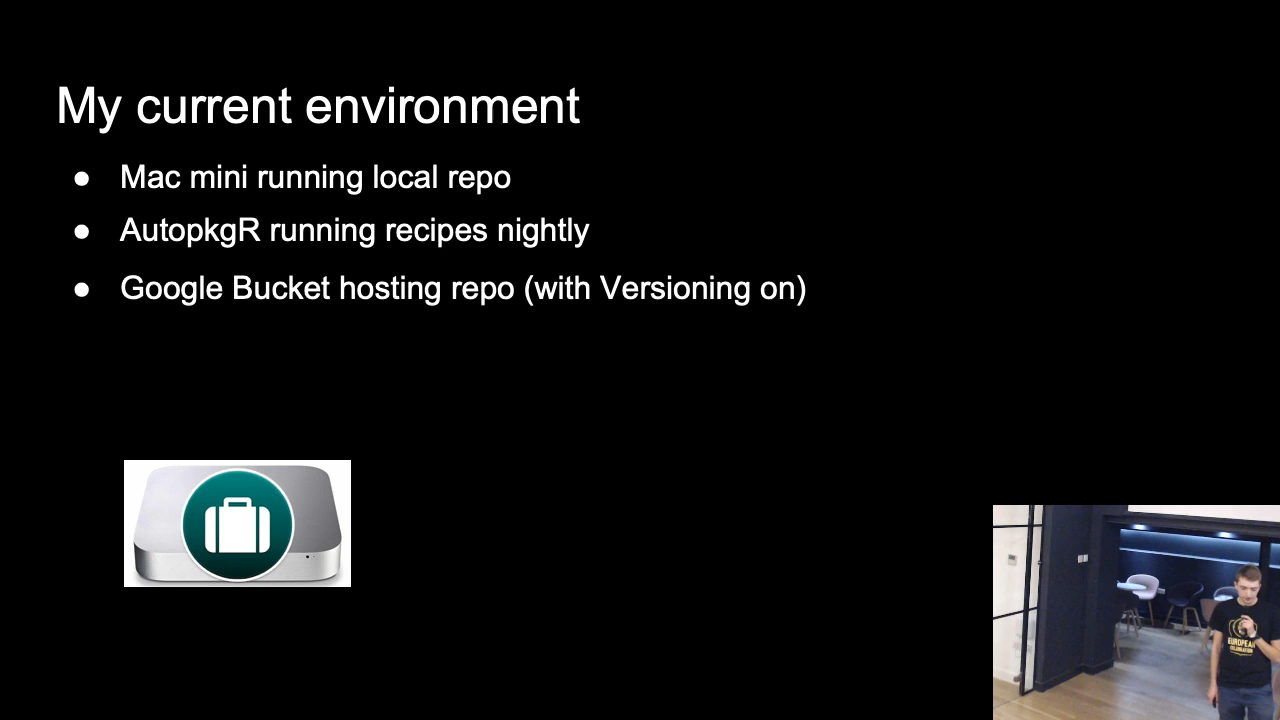 My current environment
● Mac mini running local repo
● AutopkgR running recipes nightly
● Google Bucket hosting repo (with Versioning on)
EUROPEAN